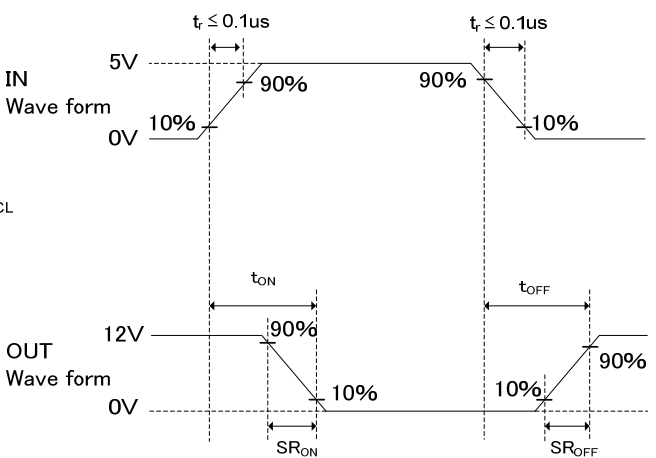 tr ≤ 0.1us
tr ≤ 0.1us
5V
IN
90%
90%
Wave form
10%
10%
0V
CL
tON
tOFF
12V
90%
OUT
90%
Wave form
10%
10%
0V
SRON
SROFF